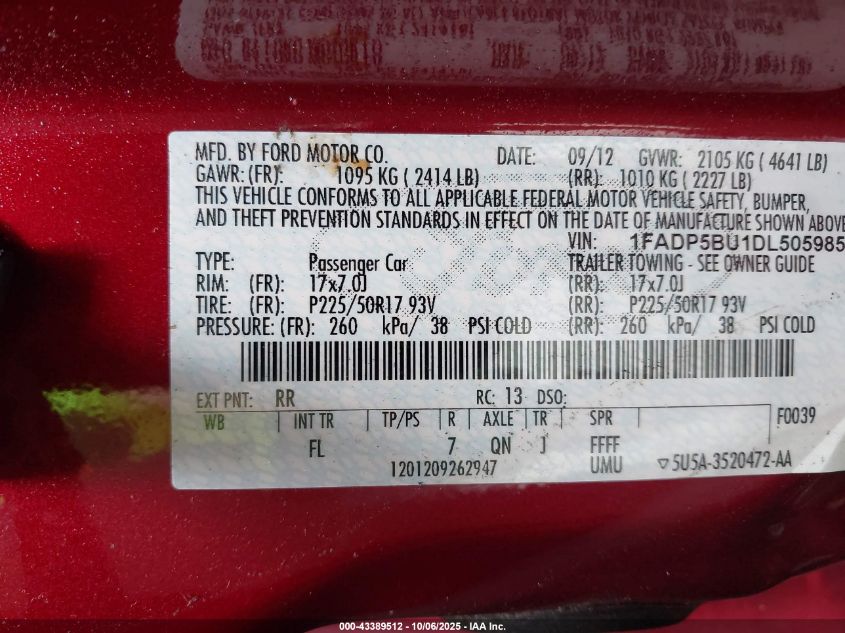 MFD. BY FORD MOTOR CO. DATE: 09/12 GVWR: 2105 KG ( 4641 LB)
GAWR: (FR): 1095 KG ( 2414 LB) (RR): 1010 KG ( 2227 LB)
THIS VEHICLE CONFORMS TO ALL APPLICABLE FEDERAL MOTOR VEHICLE SAFETY, BUMPER,
AND THEFT PREVENTION STANDARDS IN EFFECT ON THE DATE OF MANUFACTURE SHOWN ABOVE
VIN: 1FADP5BU1DL505985
TYPE: Passenger Car TRAILER TOWING - SEE OWNER GUIDE
RIM: (FR): 17x7.0J (RR): 17x7.0J
TIRE: (FR): P225/50R17 93V (RR): P225/50R17 93V
PRESSURE: (FR): 260 kPa/ 38 PSI COLD (RR): 260 kPa/ 38 PSI COLD
EXT PNT: RR RC: 13 DSO:
WB INT TR TP/PS R AXLE TR SPR F0039
FL 7 QN J FFFF
1201209262947 UMU ▽5U5A-3520472-AA
000-43389512 - 10/06/2025 - IAA Inc.